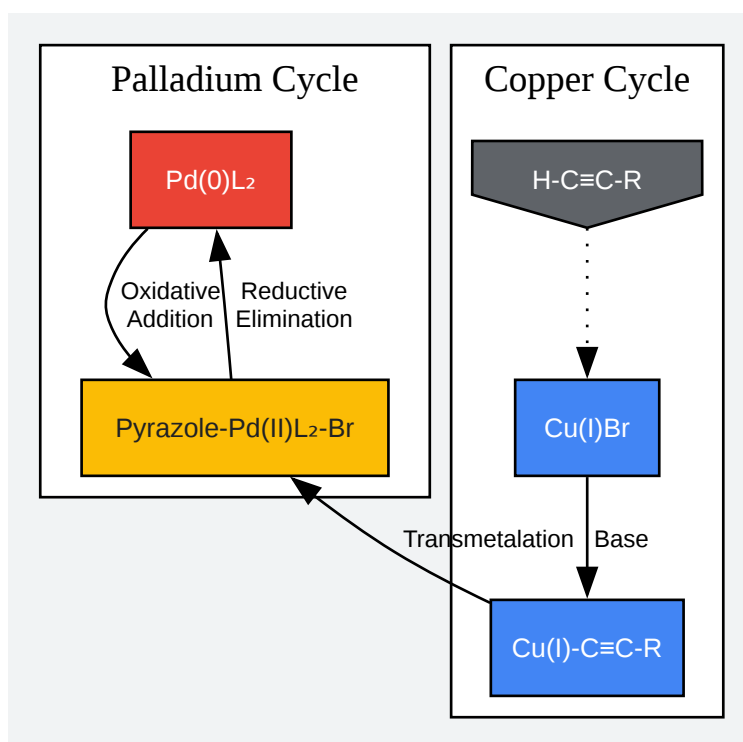 Palladium Cycle
Pd(0)L₂
Oxidative
Addition
Reductive
Elimination
Pyrazole-Pd(II)L₂-Br
Copper Cycle
H-C≡C-R
Cu(I)Br
Transmetalation
Base
Cu(I)-C≡C-R